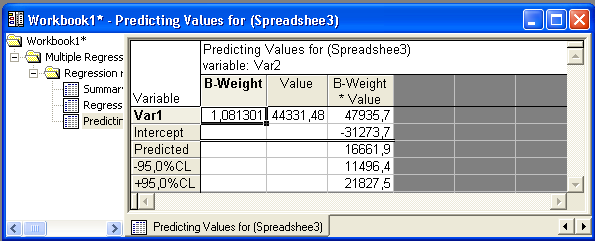 Workbook1* - Predicting Values for (Spreadshee3)
Workbook1*
Multiple Regres
Regression r
Summar
Regres
Predictin
Predicting Values for (Spreadshee3)
variable: Var2
Variable B-Weight Value B-Weight * Value
Var1 1,081301 44331,48 47935,7
Intercept -31273,7
Predicted 16661,9
-95,0%CL 11496,4
+95,0%CL 21827,5
Predicting Values for (Spreadshee3)